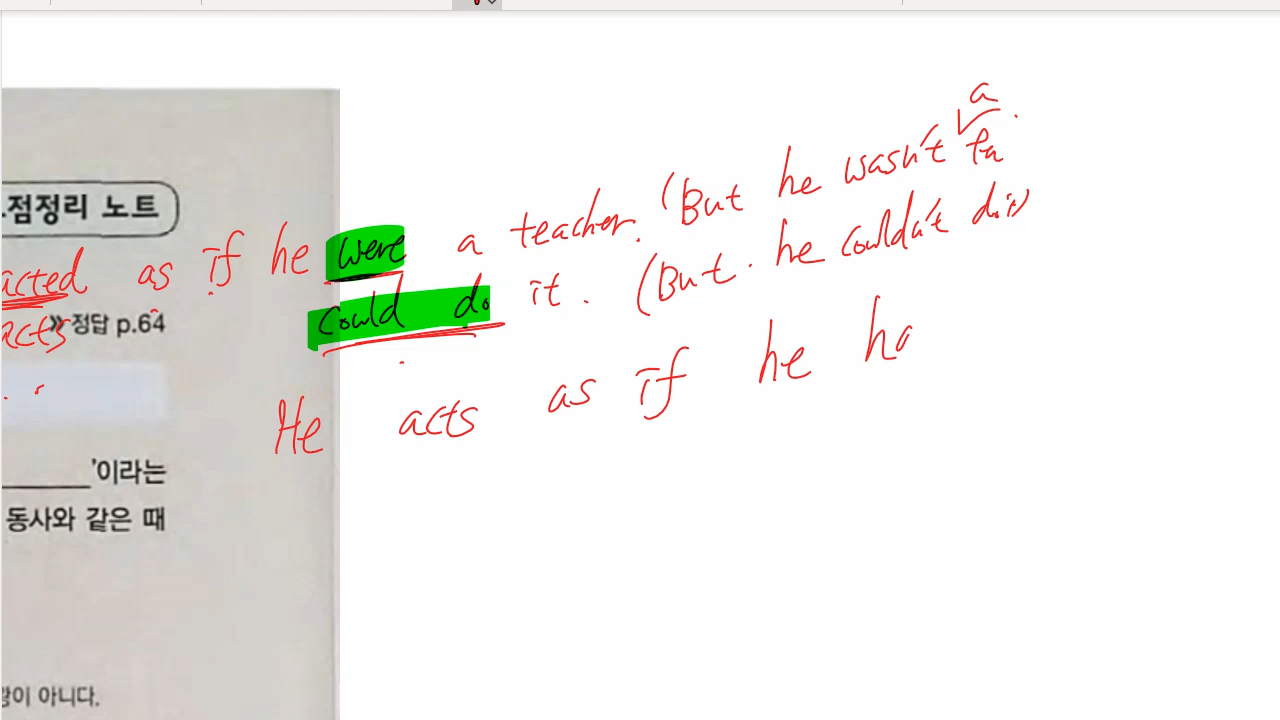 점정리 노트
acted as if he were a teacher. (But he wasn't a
acts
could do it. (But he couldn't do it)
》 정답 p.64
He acts as if he ha
'이라는
동사와 같은 때
이 아니다.